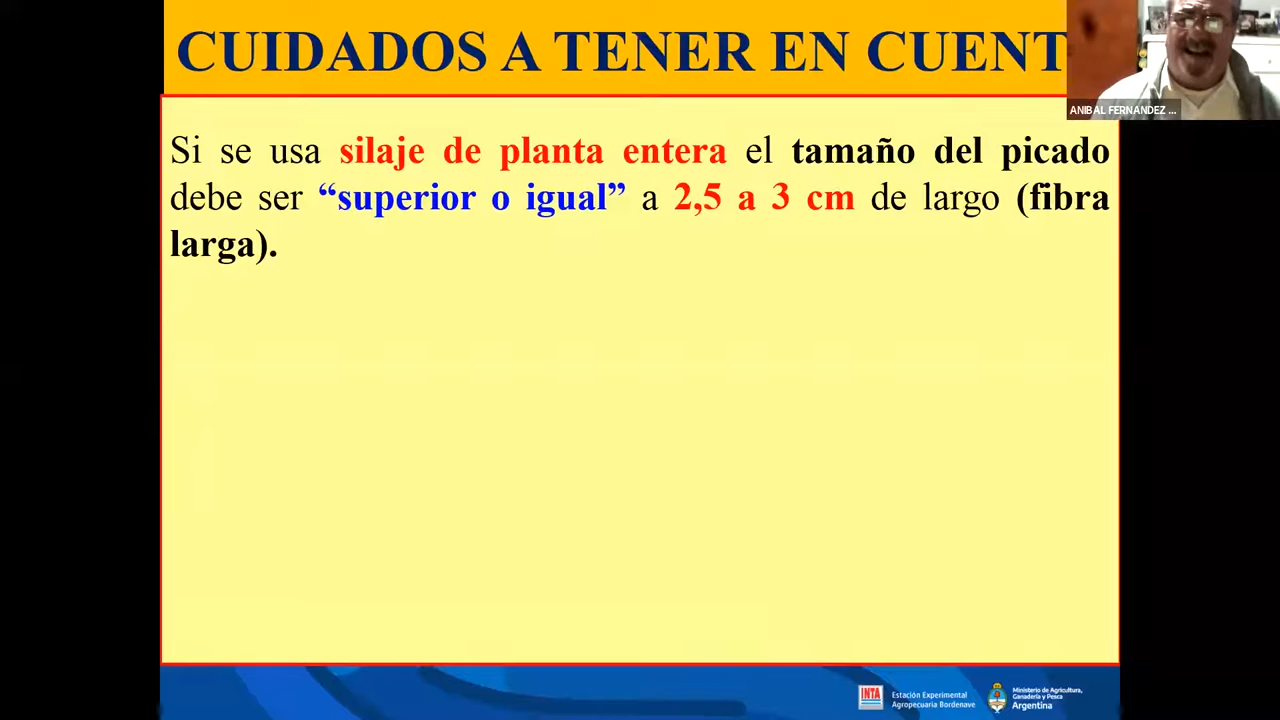 CUIDADOS A TENER EN CUENT
ANIBAL FERNANDEZ ...
Si se usa silaje de planta entera el tamaño del picado
debe ser “superior o igual” a 2,5 a 3 cm de largo (fibra
larga).
INTA
Estación Experimental
Agropecuaria Bordenave
Ministerio de Agricultura,
Ganadería y Pesca
Argentina